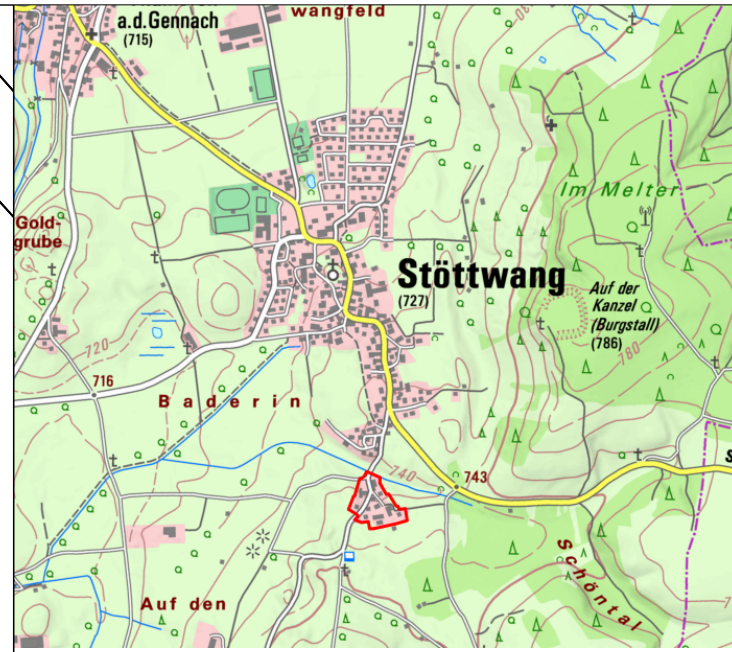 a.d.Gennach
(715)
wangfeld
80
Im Melter
Gold-
grube
Stöttwang
(727)
Auf der
Kanzel
(Burgstall)
(786)
720
780
716
Baderin
740
743
Schöntal
Auf den